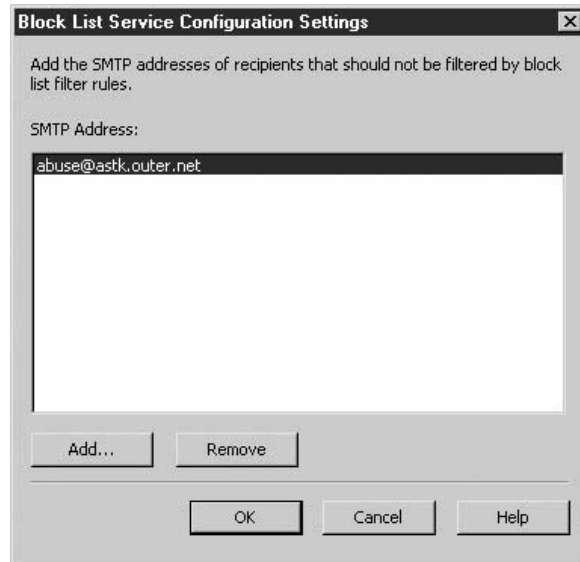 Block List Service Configuration Settings
Add the SMTP addresses of recipients that should not be filtered by block
list filter rules.
SMTP Address:
abuse@astk.outer.net
Add... Remove
OK Cancel Help